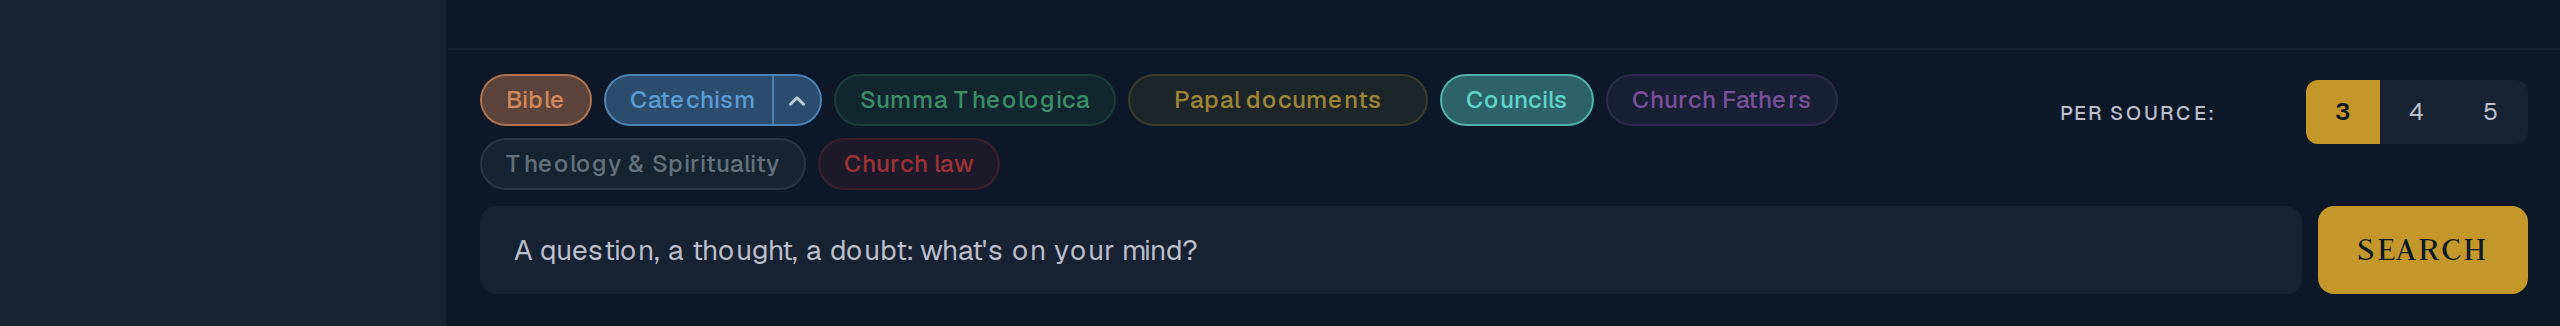 Bible
Catechism
Summa Theologica
Papal documents
Councils
Church Fathers
PER SOURCE:
3
4
5
Theology & Spirituality
Church law
A question, a thought, a doubt: what's on your mind?
SEARCH